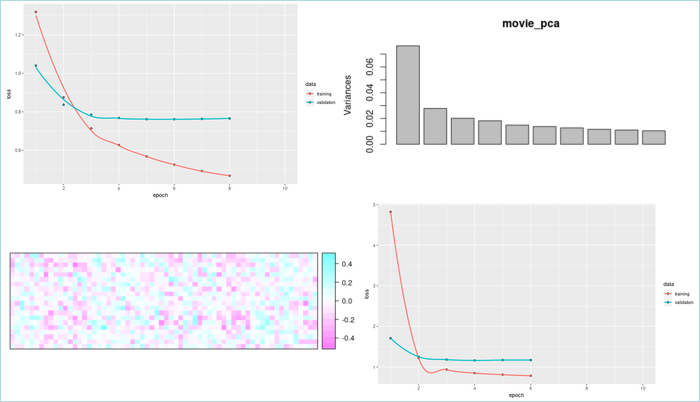 movie_pca
1.2
1.0
0.8
0.6
loss
2
4
6
8
10
epoch
data
training
validation
Variances
0.00
0.02
0.04
0.06
0.4
0.2
0.0
-0.2
-0.4
5
4
3
2
1
loss
2
4
6
8
10
epoch
data
training
validation